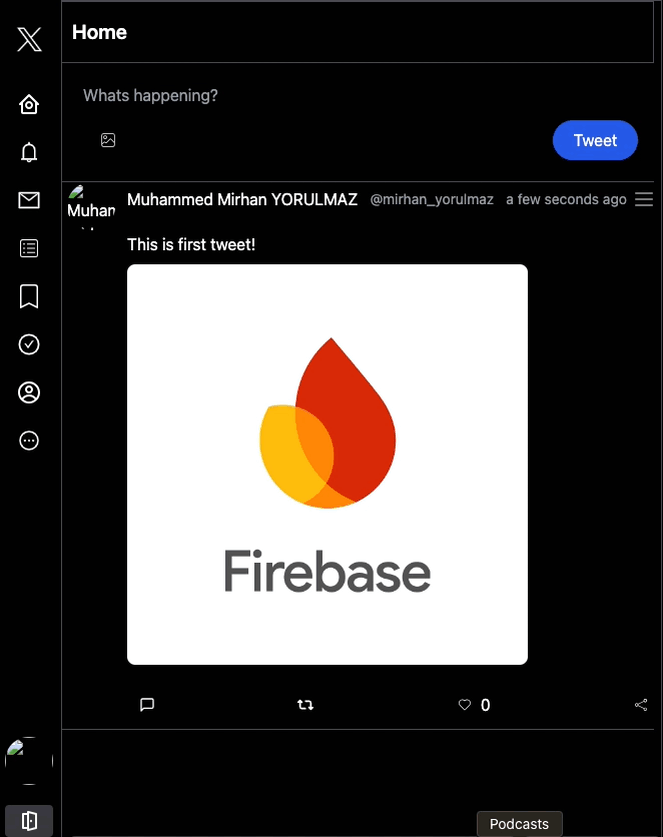 Home
Whats happening?
Tweet
Muhammed Mirhan YORULMAZ @mirhan_yorulmaz a few seconds ago
Muhan
This is first tweet!
Firebase
0
Podcasts